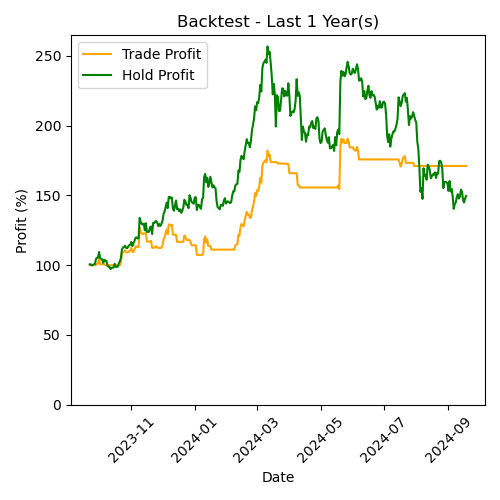 Backtest - Last 1 Year(s)
Trade Profit
Hold Profit
Profit (%)
250
200
150
100
50
0
2023-11
2024-01
2024-03
2024-05
2024-07
2024-09
Date